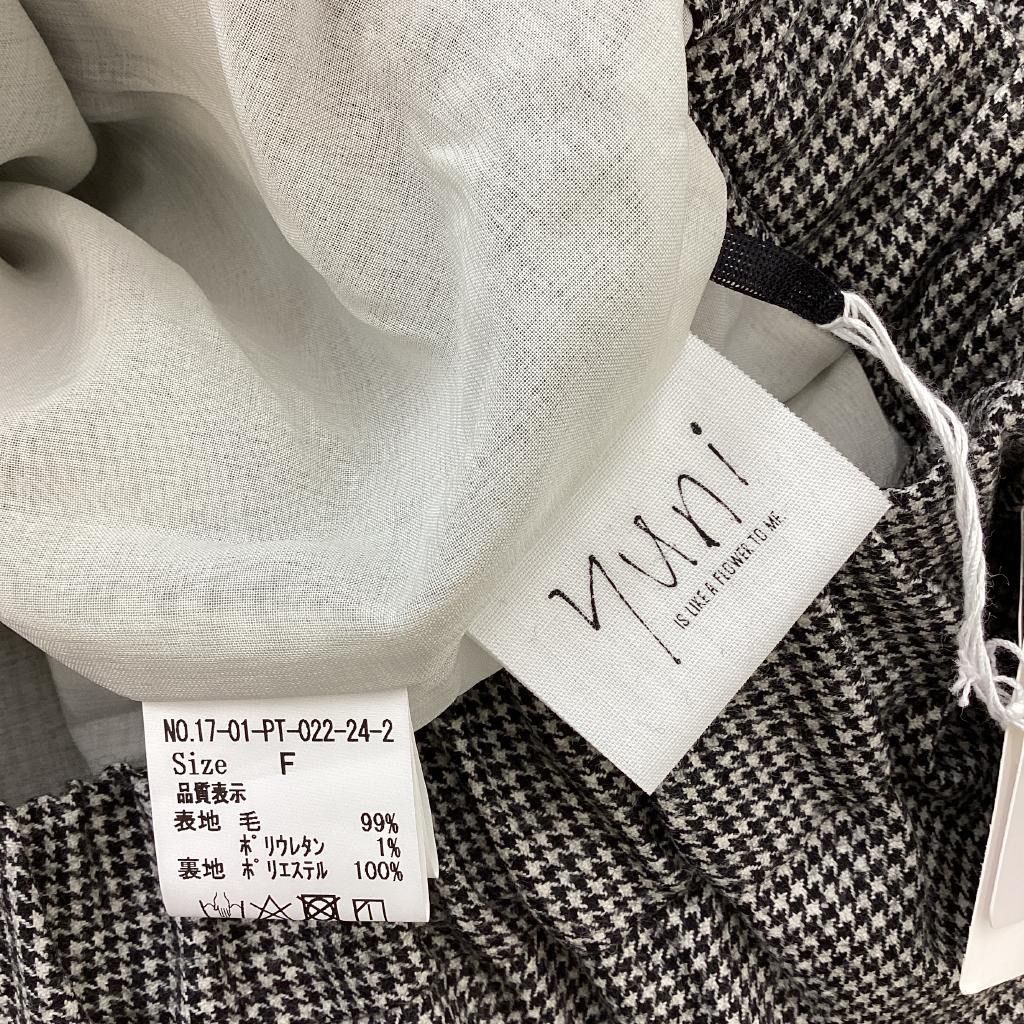 yuni
IS LIKE A FLOWER TO ME.
NO.17-01-PT-022-24-2
Size F
品質表示
表地 毛 99%
ポリウレタン 1%
裏地 ポリエステル 100%